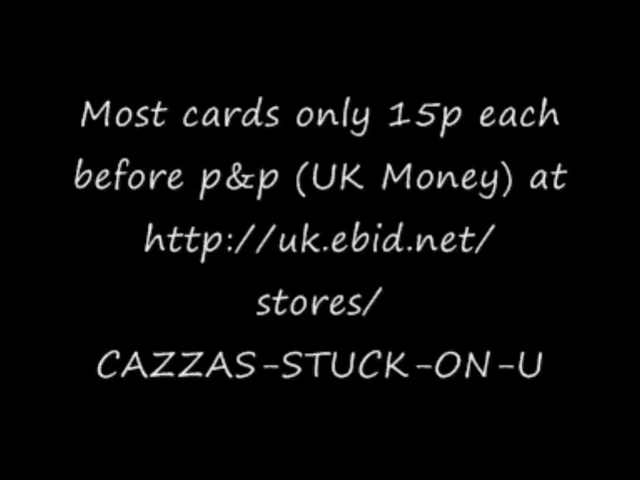 Most cards only 15p each
before p&p (UK Money) at
http://uk.ebid.net/
stores/
CAZZAS-STUCK-ON-U